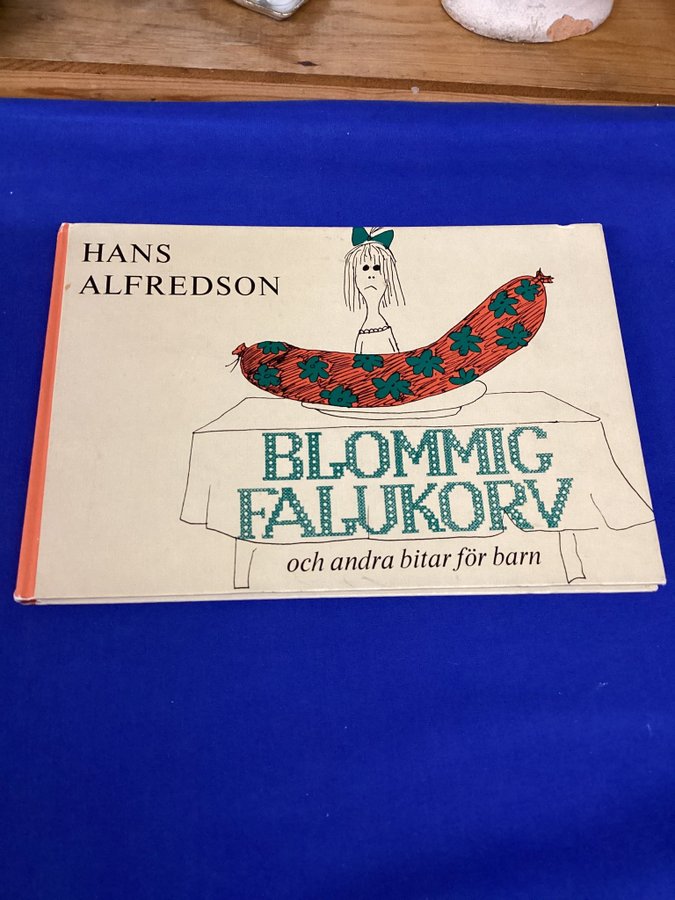 HANS
ALFREDSON
BLOMMIG
FALUKORV
och andra bitar för barn